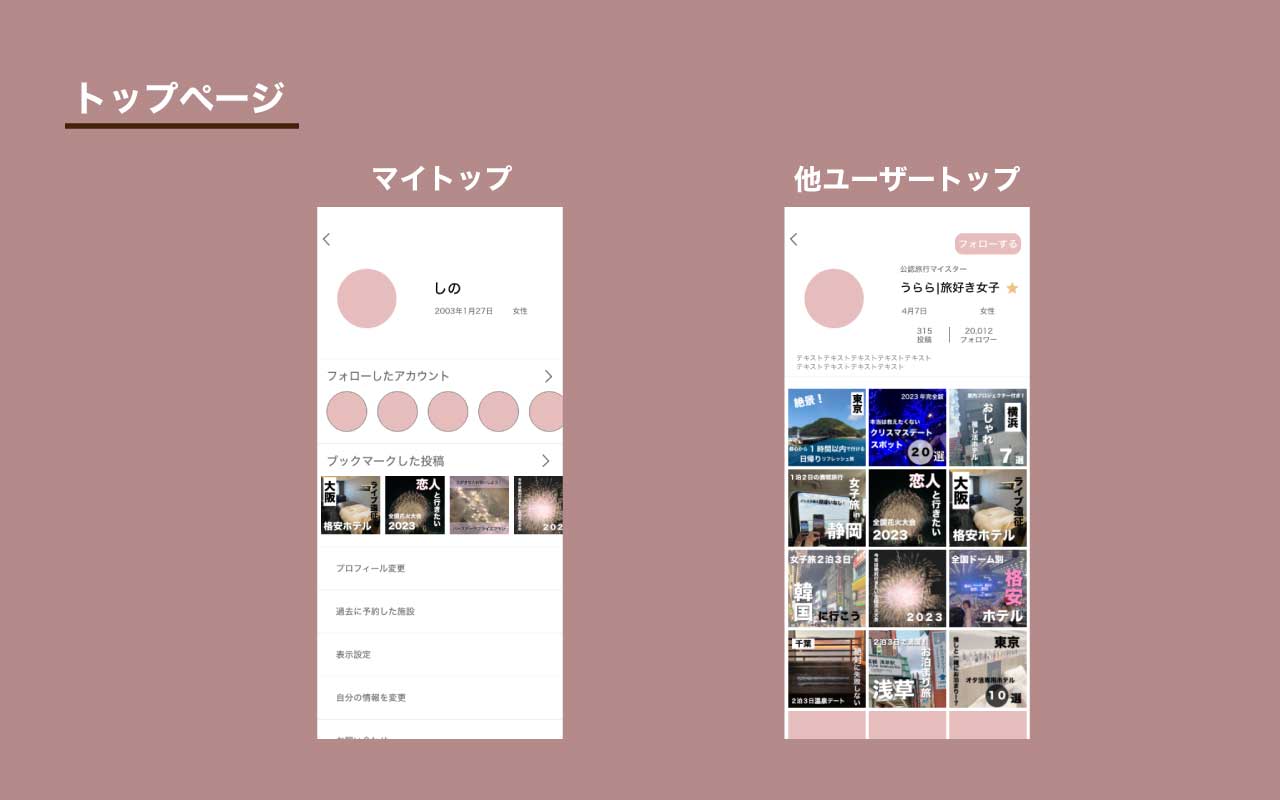 トップページ
マイトップ
しの
2003年1月27日 女性
フォローしたアカウント
ブックマークした投稿
大阪
ライブ遠征
格安ホテル
恋人
と行きたい
全国花火大会
2023
202
プロフィール変更
過去に予約した施設
表示設定
自分の情報を変更
他ユーザートップ
フォローする
公認旅行マイスター
うらら|旅好き女子
4月7日 女性
315
投稿
20,012
フォロワー
テキストテキストテキストテキストテキスト
テキストテキストテキストテキスト
絶景！
東京
都心から1時間以内で行ける
日帰りリフレッシュ旅
2023年完全版
本当は教えたくない
クリスマスデート
スポット
20選
横浜
おしゃれ
推し活ホテル
7選
1泊2日の満喫旅行
女子旅in
静岡
恋人
と行きたい
全国花火大会
2023
大阪
ライブ遠征
格安ホテル
女子旅2泊3日
韓国
に行こう
2023
全国ドーム別
格安
ホテル
千葉
絶対に失敗しない
2泊3日温泉デート
お泊まり旅
浅草
東京
推しと一緒にお泊まり！？
オタ活専用ホテル
10選